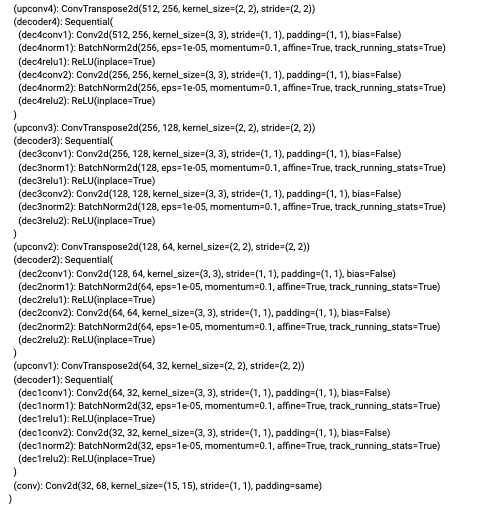 (upconv4): ConvTranspose2d(512, 256, kernel_size=(2, 2), stride=(2, 2))
(decoder4): Sequential(
(dec4conv1): Conv2d(512, 256, kernel_size=(3, 3), stride=(1, 1), padding=(1, 1), bias=False)
(dec4norm1): BatchNorm2d(256, eps=1e-05, momentum=0.1, affine=True, track_running_stats=True)
(dec4relu1): ReLU(inplace=True)
(dec4conv2): Conv2d(256, 256, kernel_size=(3, 3), stride=(1, 1), padding=(1, 1), bias=False)
(dec4norm2): BatchNorm2d(256, eps=1e-05, momentum=0.1, affine=True, track_running_stats=True)
(dec4relu2): ReLU(inplace=True)
)
(upconv3): ConvTranspose2d(256, 128, kernel_size=(2, 2), stride=(2, 2))
(decoder3): Sequential(
(dec3conv1): Conv2d(256, 128, kernel_size=(3, 3), stride=(1, 1), padding=(1, 1), bias=False)
(dec3norm1): BatchNorm2d(128, eps=1e-05, momentum=0.1, affine=True, track_running_stats=True)
(dec3relu1): ReLU(inplace=True)
(dec3conv2): Conv2d(128, 128, kernel_size=(3, 3), stride=(1, 1), padding=(1, 1), bias=False)
(dec3norm2): BatchNorm2d(128, eps=1e-05, momentum=0.1, affine=True, track_running_stats=True)
(dec3relu2): ReLU(inplace=True)
)
(upconv2): ConvTranspose2d(128, 64, kernel_size=(2, 2), stride=(2, 2))
(decoder2): Sequential(
(dec2conv1): Conv2d(128, 64, kernel_size=(3, 3), stride=(1, 1), padding=(1, 1), bias=False)
(dec2norm1): BatchNorm2d(64, eps=1e-05, momentum=0.1, affine=True, track_running_stats=True)
(dec2relu1): ReLU(inplace=True)
(dec2conv2): Conv2d(64, 64, kernel_size=(3, 3), stride=(1, 1), padding=(1, 1), bias=False)
(dec2norm2): BatchNorm2d(64, eps=1e-05, momentum=0.1, affine=True, track_running_stats=True)
(dec2relu2): ReLU(inplace=True)
)
(upconv1): ConvTranspose2d(64, 32, kernel_size=(2, 2), stride=(2, 2))
(decoder1): Sequential(
(dec1conv1): Conv2d(64, 32, kernel_size=(3, 3), stride=(1, 1), padding=(1, 1), bias=False)
(dec1norm1): BatchNorm2d(32, eps=1e-05, momentum=0.1, affine=True, track_running_stats=True)
(dec1relu1): ReLU(inplace=True)
(dec1conv2): Conv2d(32, 32, kernel_size=(3, 3), stride=(1, 1), padding=(1, 1), bias=False)
(dec1norm2): BatchNorm2d(32, eps=1e-05, momentum=0.1, affine=True, track_running_stats=True)
(dec1relu2): ReLU(inplace=True)
)
(conv): Conv2d(32, 68, kernel_size=(15, 15), stride=(1, 1), padding=same)
)